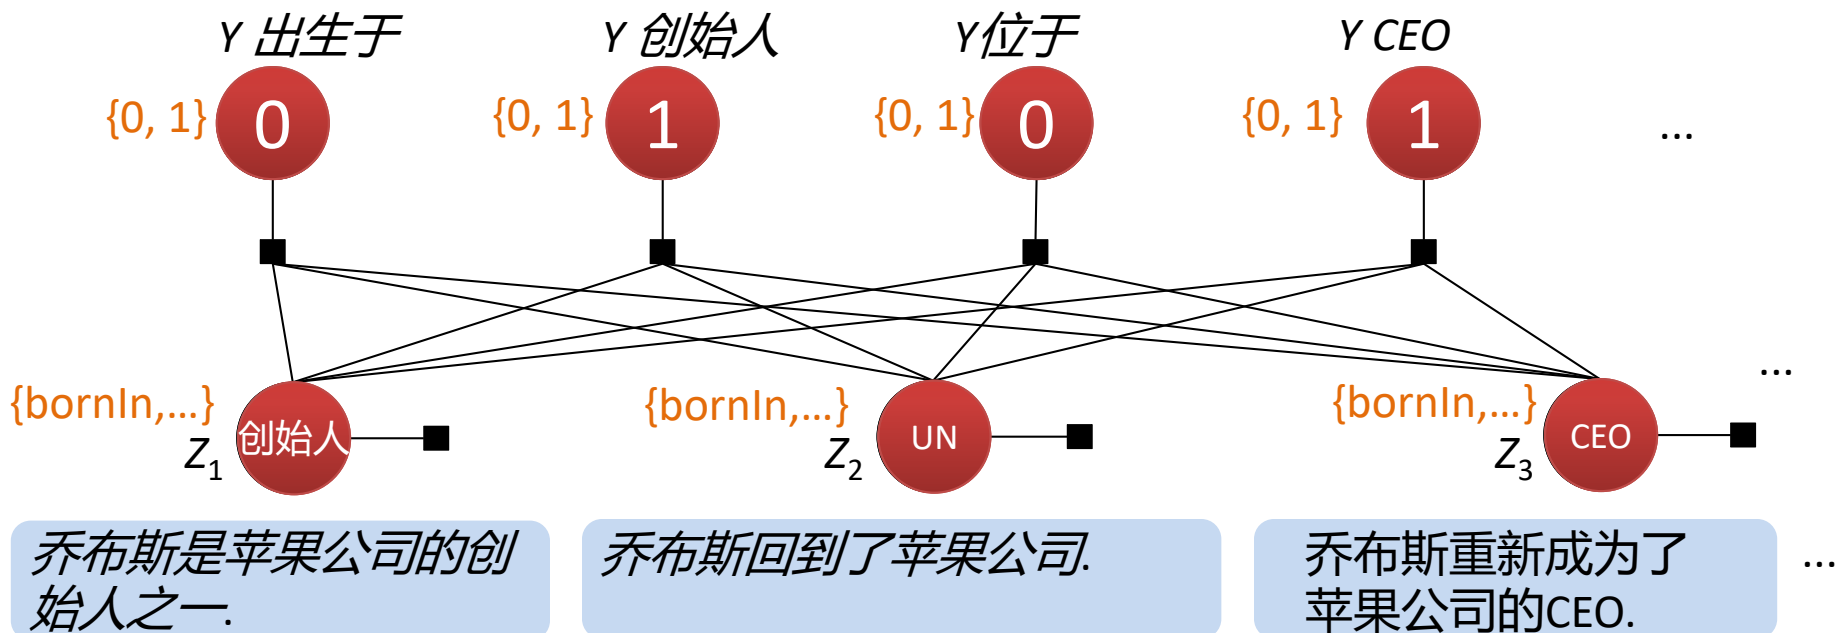 Y 出生于
Y 创始人
Y位于
Y CEO
{0, 1}
0
{0, 1}
1
{0, 1}
0
{0, 1}
1
...
{bornIn,...}
Z1
创始人
{bornIn,...}
Z2
UN
{bornIn,...}
Z3
CEO
...
乔布斯是苹果公司的创
始人之一.
乔布斯回到了苹果公司.
乔布斯重新成为了
苹果公司的CEO.
...